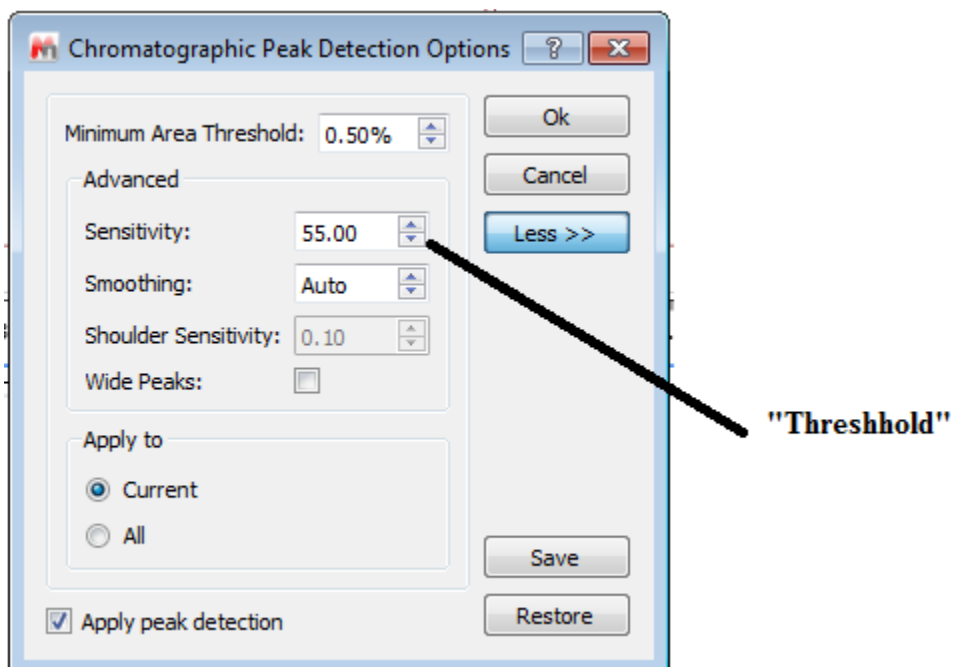 Chromatographic Peak Detection Options
Minimum Area Threshold: 0.50%
Ok
Advanced
Cancel
Sensitivity: 55.00
Less >>
Smoothing: Auto
Shoulder Sensitivity: 0.10
Wide Peaks:
"Threshhold"
Apply to
Current
All
Save
Apply peak detection
Restore